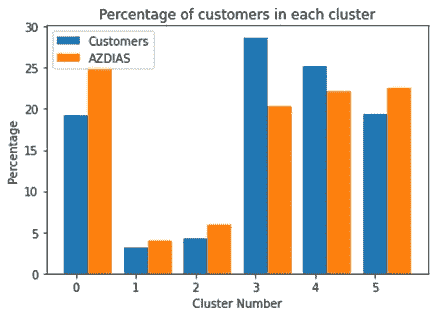 Percentage of customers in each cluster
Customers
AZDIAS
30
25
20
15
10
5
0
Percentage
0 1 2 3 4 5
Cluster Number